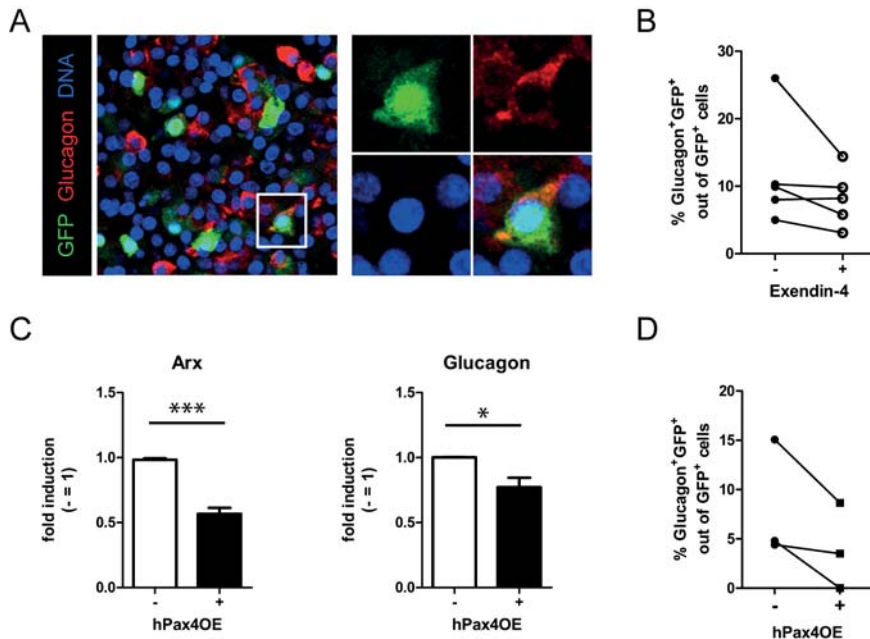 A
GFP Glucagon DNA
B
% Glucagon⁺GFP⁺
out of GFP⁺ cells
30
20
10
0
- +
Exendin-4
C
Arx
fold induction
(- = 1)
1.5
1.0
0.5
0.0
***
- +
hPax4OE
Glucagon
fold induction
(- = 1)
1.5
1.0
0.5
0.0
*
- +
hPax4OE
D
% Glucagon⁺GFP⁺
out of GFP⁺ cells
20
15
10
5
0
- +
hPax4OE